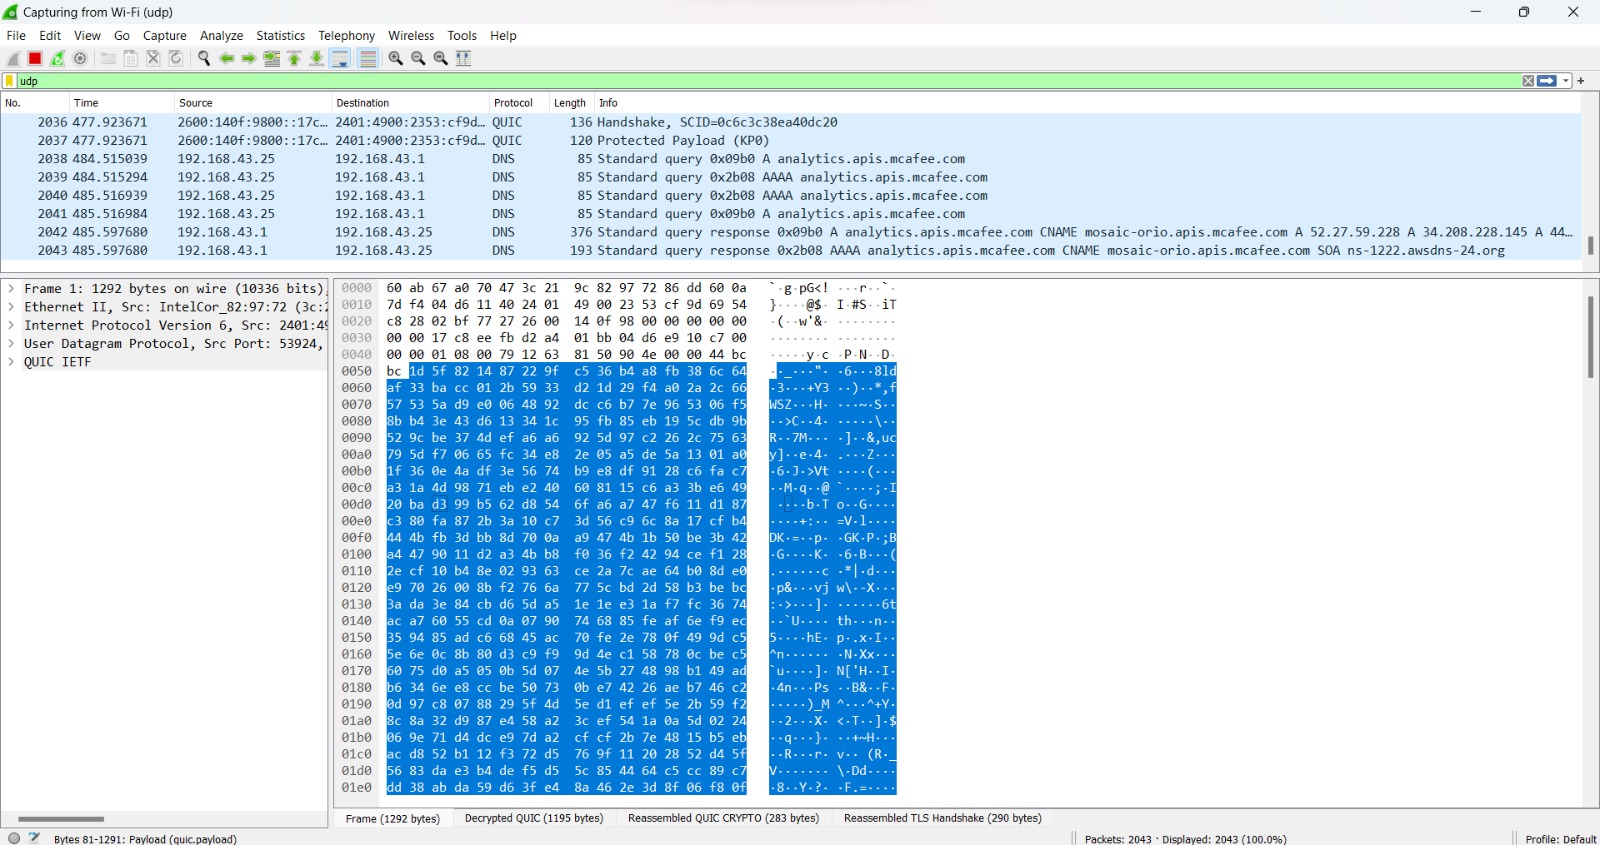 Capturing from Wi-Fi (udp)
File Edit View Go Capture Analyze Statistics Telephony Wireless Tools Help
udp
No. Time Source Destination Protocol Length Info
2036 477.923671 2600:140f:9800::17c… 2401:4900:2353:cf9d… QUIC 136 Handshake, SCID=0c6c3c38ea40dc20
2037 477.923671 2600:140f:9800::17c… 2401:4900:2353:cf9d… QUIC 120 Protected Payload (KP0)
2038 484.515039 192.168.43.25 192.168.43.1 DNS 85 Standard query 0x09b0 A analytics.apis.mcafee.com
2039 484.515294 192.168.43.25 192.168.43.1 DNS 85 Standard query 0x2b08 AAAA analytics.apis.mcafee.com
2040 485.516939 192.168.43.25 192.168.43.1 DNS 85 Standard query 0x2b08 AAAA analytics.apis.mcafee.com
2041 485.516984 192.168.43.25 192.168.43.1 DNS 85 Standard query 0x09b0 A analytics.apis.mcafee.com
2042 485.597680 192.168.43.1 192.168.43.25 DNS 376 Standard query response 0x09b0 A analytics.apis.mcafee.com CNAME mosaic-orio.apis.mcafee.com A 52.27.59.228 A 34.208.228.145 A 44…
2043 485.597680 192.168.43.1 192.168.43.25 DNS 193 Standard query response 0x2b08 AAAA analytics.apis.mcafee.com CNAME mosaic-orio.apis.mcafee.com SOA ns-1222.awsdns-24.org
Frame 1: 1292 bytes on wire (10336 bits),
Ethernet II, Src: IntelCor_82:97:72 (3c:2
Internet Protocol Version 6, Src: 2401:49
User Datagram Protocol, Src Port: 53924,
QUIC IETF
0000 60 ab 67 a0 70 47 3c 21 9c 82 97 72 86 dd 60 0a `·g·pG<!···r··`·
0010 7d f4 04 d6 11 40 24 01 49 00 23 53 cf 9d 69 54 }····@$·I·#S··iT
0020 c8 28 02 bf 77 27 26 00 14 0f 98 00 00 00 00 00 ·(··w'&·········
0030 00 00 17 c8 ee fb d2 a4 01 bb 04 d6 e9 10 c7 00 ················
0040 00 00 01 08 00 79 12 63 81 50 90 4e 00 00 44 bc ·····y·c·P·N··D·
0050 bc 1d 5f 82 14 87 22 9f c5 36 b4 a8 fb 38 6c 64 ··_···"··6···8ld
0060 af 33 ba cc 01 2b 59 33 d2 1d 29 f4 a0 2a 2c 66 ·3···+Y3··)··*,f
0070 57 53 5a d9 e0 06 48 92 dc c6 b7 7e 96 53 06 f5 WSZ···H····~·S··
0080 8b b4 3e 43 d6 13 34 1c 95 fb 85 eb 19 5c db 9b ··>C··4······\··
0090 52 9c be 37 4d ef a6 a6 92 5d 97 c2 26 2c 75 63 R··7M····]··&,uc
00a0 79 5d f7 06 65 fc 34 e8 2e 05 a5 de 5a 13 01 a0 y]··e·4·.···Z···
00b0 1f 36 0e 4a df 3e 56 74 b9 e8 df 91 28 c6 fa c7 ·6·J·>Vt····(···
00c0 a3 1a 4d 98 71 eb e2 40 60 81 15 c6 a3 3b e6 49 ··M·q··@`····;·I
00d0 20 ba d3 99 b5 62 d8 54 6f a6 a7 47 f6 11 d1 87 ····b·To··G····
00e0 c3 80 fa 87 2b 3a 10 c7 3d 56 c9 6c 8a 17 cf b4 ····+:··=V·l····
00f0 44 4b fb 3d bb 8d 70 0a a9 47 4b 1b 50 be 3b 42 DK·=··p··GK·P·;B
0100 a4 47 90 11 d2 a3 4b b8 f0 36 f2 42 94 ce f1 28 ·G····K··6·B···(
0110 2e cf 10 b4 8e 02 93 63 ce 2a 7c ae 64 b0 8d e0 .······c·*|·d···
0120 e9 70 26 00 8b f2 76 6a 77 5c bd 2d 58 b3 be bc ·p&···vjw\·-X···
0130 3a da 3e 84 cb d6 5d a5 1e 1e e3 1a f7 fc 36 74 :·>···]·······6t
0140 ac a7 60 55 cd 0a 07 90 74 68 85 fe af 6e f9 ec ··`U····th···n··
0150 35 94 85 ad c6 68 45 ac 70 fe 2e 78 0f 49 9d c5 5····hE·p·.x·I··
0160 5e 6e 0c 8b 80 d3 c9 f9 9d 4e c1 58 78 0c be c5 ^n·······N·Xx···
0170 60 75 d0 a5 05 0b 5d 07 4e 5b 27 48 98 b1 49 ad `u····]·N['H··I·
0180 b6 34 6e e8 cc be 50 73 0b e7 42 26 ae b7 46 c2 ·4n···Ps··B&··F·
0190 0d 97 c8 07 88 29 5f 4d 5e d1 ef ef 5e 2b 59 f2 ·····)_M^···^+Y·
01a0 8c 8a 32 d9 87 e4 58 a2 3c ef 54 1a 0a 5d 02 24 ··2···X·<·T··]·$
01b0 06 9e 71 d4 dc e9 7d a2 cf cf 2b 7e 48 15 b5 eb ··q···}···+~H···
01c0 ac d8 52 b1 12 f3 72 d5 76 9f 11 20 28 52 d4 5f ··R···r·v·· (R·_
01d0 56 83 da e3 b4 de f5 d5 5c 85 44 64 c5 cc 89 c7 V·······\·Dd····
01e0 dd 38 ab da 59 d6 3f e4 8a 46 2e 3d 8f 06 f8 0f ·8··Y·?··F.=····
Frame (1292 bytes) Decrypted QUIC (1195 bytes) Reassembled QUIC CRYPTO (283 bytes) Reassembled TLS Handshake (290 bytes)
Bytes 81-1291: Payload (quic.payload) Packets: 2043 · Displayed: 2043 (100.0%) Profile: Default